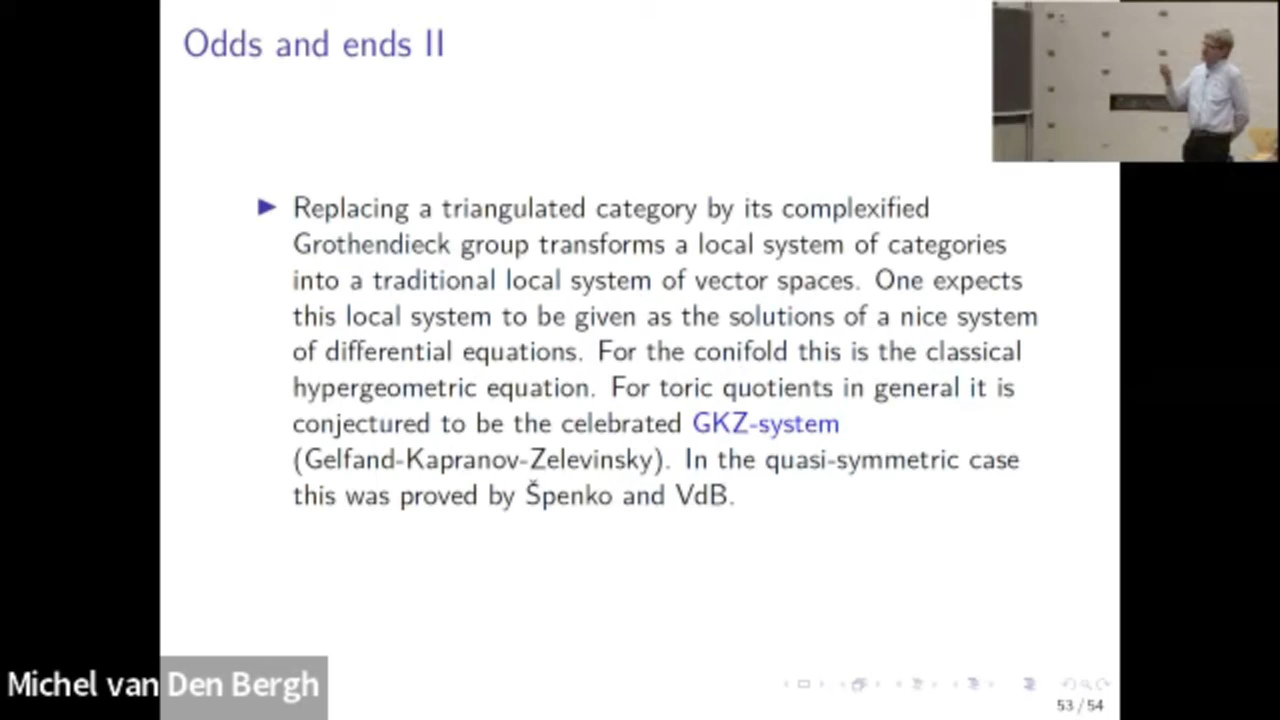 Odds and ends II
▶ Replacing a triangulated category by its complexified
Grothendieck group transforms a local system of categories
into a traditional local system of vector spaces. One expects
this local system to be given as the solutions of a nice system
of differential equations. For the conifold this is the classical
hypergeometric equation. For toric quotients in general it is
conjectured to be the celebrated GKZ-system
(Gelfand-Kapranov-Zelevinsky). In the quasi-symmetric case
this was proved by Špenko and VdB.
Michel van Den Bergh
53 / 54